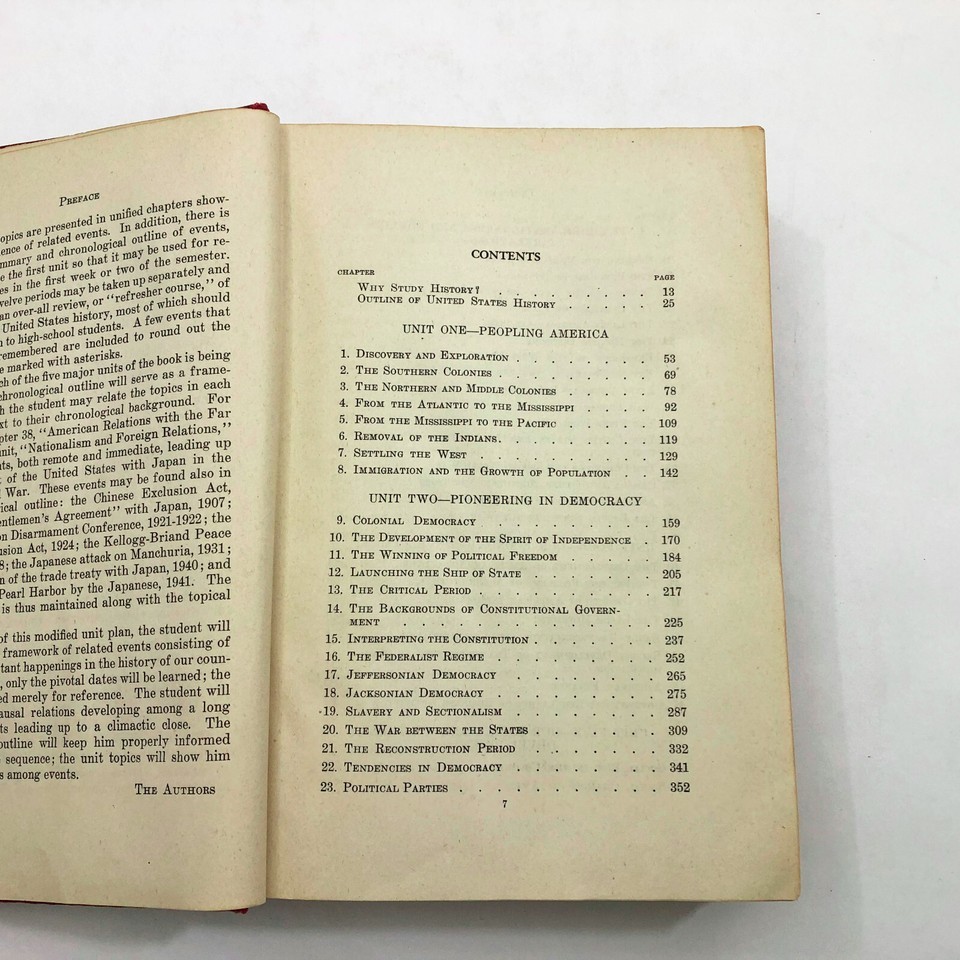 PREFACE
opics are presented in unified chapters show-
ence of related events. In addition, there is
mmary and chronological outline of events,
e the first unit so that it may be used for re-
es in the first week or two of the semester.
welve periods may be taken up separately and
an over-all review, or "refresher course," of
United States history, most of which should
n to high-school students. A few events that
remembered are included to round out the
e marked with asterisks.
ch of the five major units of the book is being
chronological outline will serve as a frame-
h the student may relate the topics in each
xt to their chronological background. For
pter 38, "American Relations with the Far
unit, "Nationalism and Foreign Relations,"
nts, both remote and immediate, leading up
t of the United States with Japan in the
War. These events may be found also in
ical outline: the Chinese Exclusion Act,
entlemen's Agreement" with Japan, 1907;
on Disarmament Conference, 1921-1922; the
usion Act, 1924; the Kellogg-Briand Peace
8; the Japanese attack on Manchuria, 1931;
n of the trade treaty with Japan, 1940; and
Pearl Harbor by the Japanese, 1941. The
is thus maintained along with the topical
of this modified unit plan, the student will
framework of related events consisting of
tant happenings in the history of our coun-
, only the pivotal dates will be learned; the
ed merely for reference. The student will
ausal relations developing among a long
ts leading up to a climactic close. The
outline will keep him properly informed
sequence; the unit topics will show him
s among events.
THE AUTHORS
CONTENTS
CHAPTER PAGE
WHY STUDY HISTORY? . . . . . . . . . 13
OUTLINE OF UNITED STATES HISTORY . . . . . 25
UNIT ONE—PEOPLING AMERICA
1. DISCOVERY AND EXPLORATION . . . . . . . . 53
2. THE SOUTHERN COLONIES . . . . . . . . . 69
3. THE NORTHERN AND MIDDLE COLONIES . . . . . 78
4. FROM THE ATLANTIC TO THE MISSISSIPPI . . . . 92
5. FROM THE MISSISSIPPI TO THE PACIFIC . . . . . 109
6. REMOVAL OF THE INDIANS . . . . . . . . . 119
7. SETTLING THE WEST . . . . . . . . . . 129
8. IMMIGRATION AND THE GROWTH OF POPULATION . . 142
UNIT TWO—PIONEERING IN DEMOCRACY
9. COLONIAL DEMOCRACY . . . . . . . . . . 159
10. THE DEVELOPMENT OF THE SPIRIT OF INDEPENDENCE . 170
11. THE WINNING OF POLITICAL FREEDOM . . . . . 184
12. LAUNCHING THE SHIP OF STATE . . . . . . . 205
13. THE CRITICAL PERIOD . . . . . . . . . . 217
14. THE BACKGROUNDS OF CONSTITUTIONAL GOVERN-
MENT . . . . . . . . . . . . . 225
15. INTERPRETING THE CONSTITUTION . . . . . . . 237
16. THE FEDERALIST REGIME . . . . . . . . . 252
17. JEFFERSONIAN DEMOCRACY . . . . . . . . 265
18. JACKSONIAN DEMOCRACY . . . . . . . . . 275
19. SLAVERY AND SECTIONALISM . . . . . . . . 287
20. THE WAR BETWEEN THE STATES . . . . . . . 309
21. THE RECONSTRUCTION PERIOD . . . . . . . 332
22. TENDENCIES IN DEMOCRACY . . . . . . . . 341
23. POLITICAL PARTIES . . . . . . . . . . . 352
7